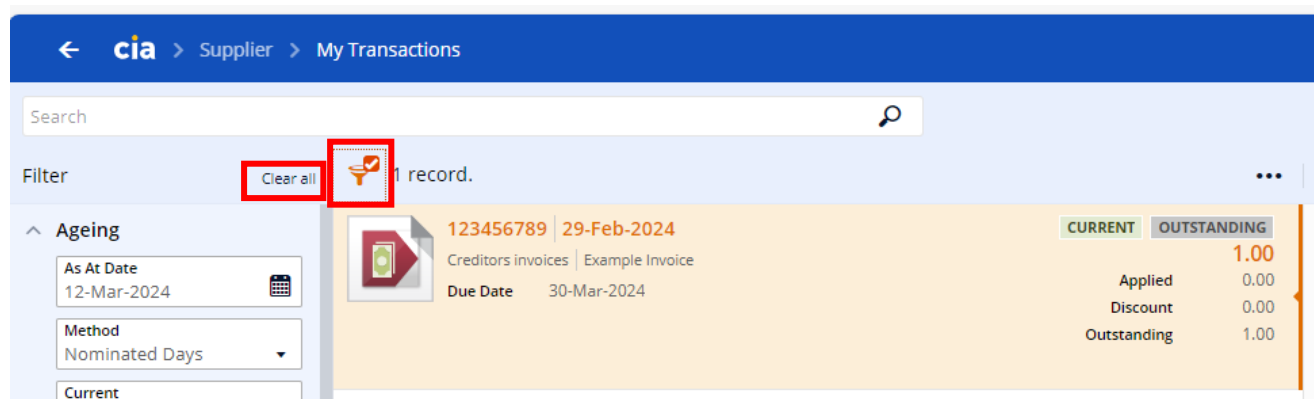 cia > Supplier > My Transactions
Search
Filter
Clear all
1 record.
Ageing
As At Date
12-Mar-2024
Method
Nominated Days
Current
123456789 | 29-Feb-2024
Creditors invoices | Example Invoice
Due Date 30-Mar-2024
CURRENT OUTSTANDING
1.00
Applied 0.00
Discount 0.00
Outstanding 1.00